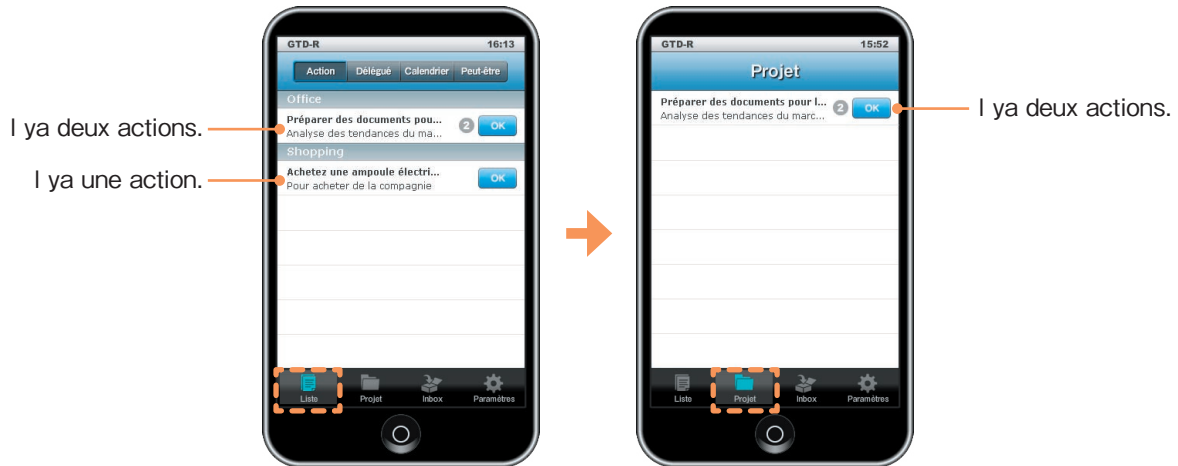 GTD-R 16:13
Action Délégué Calendrier Peut-être
Office
Préparer des documents pou...
Analyse des tendances du ma...
2 OK
Shopping
Achetez une ampoule électri...
Pour acheter de la compagnie
OK
Liste Projet Inbox Paramètres
I ya deux actions.
I ya une action.
GTD-R 15:52
Projet
Préparer des documents pour l...
Analyse des tendances du marc...
2 OK
Liste Projet Inbox Paramètres
I ya deux actions.